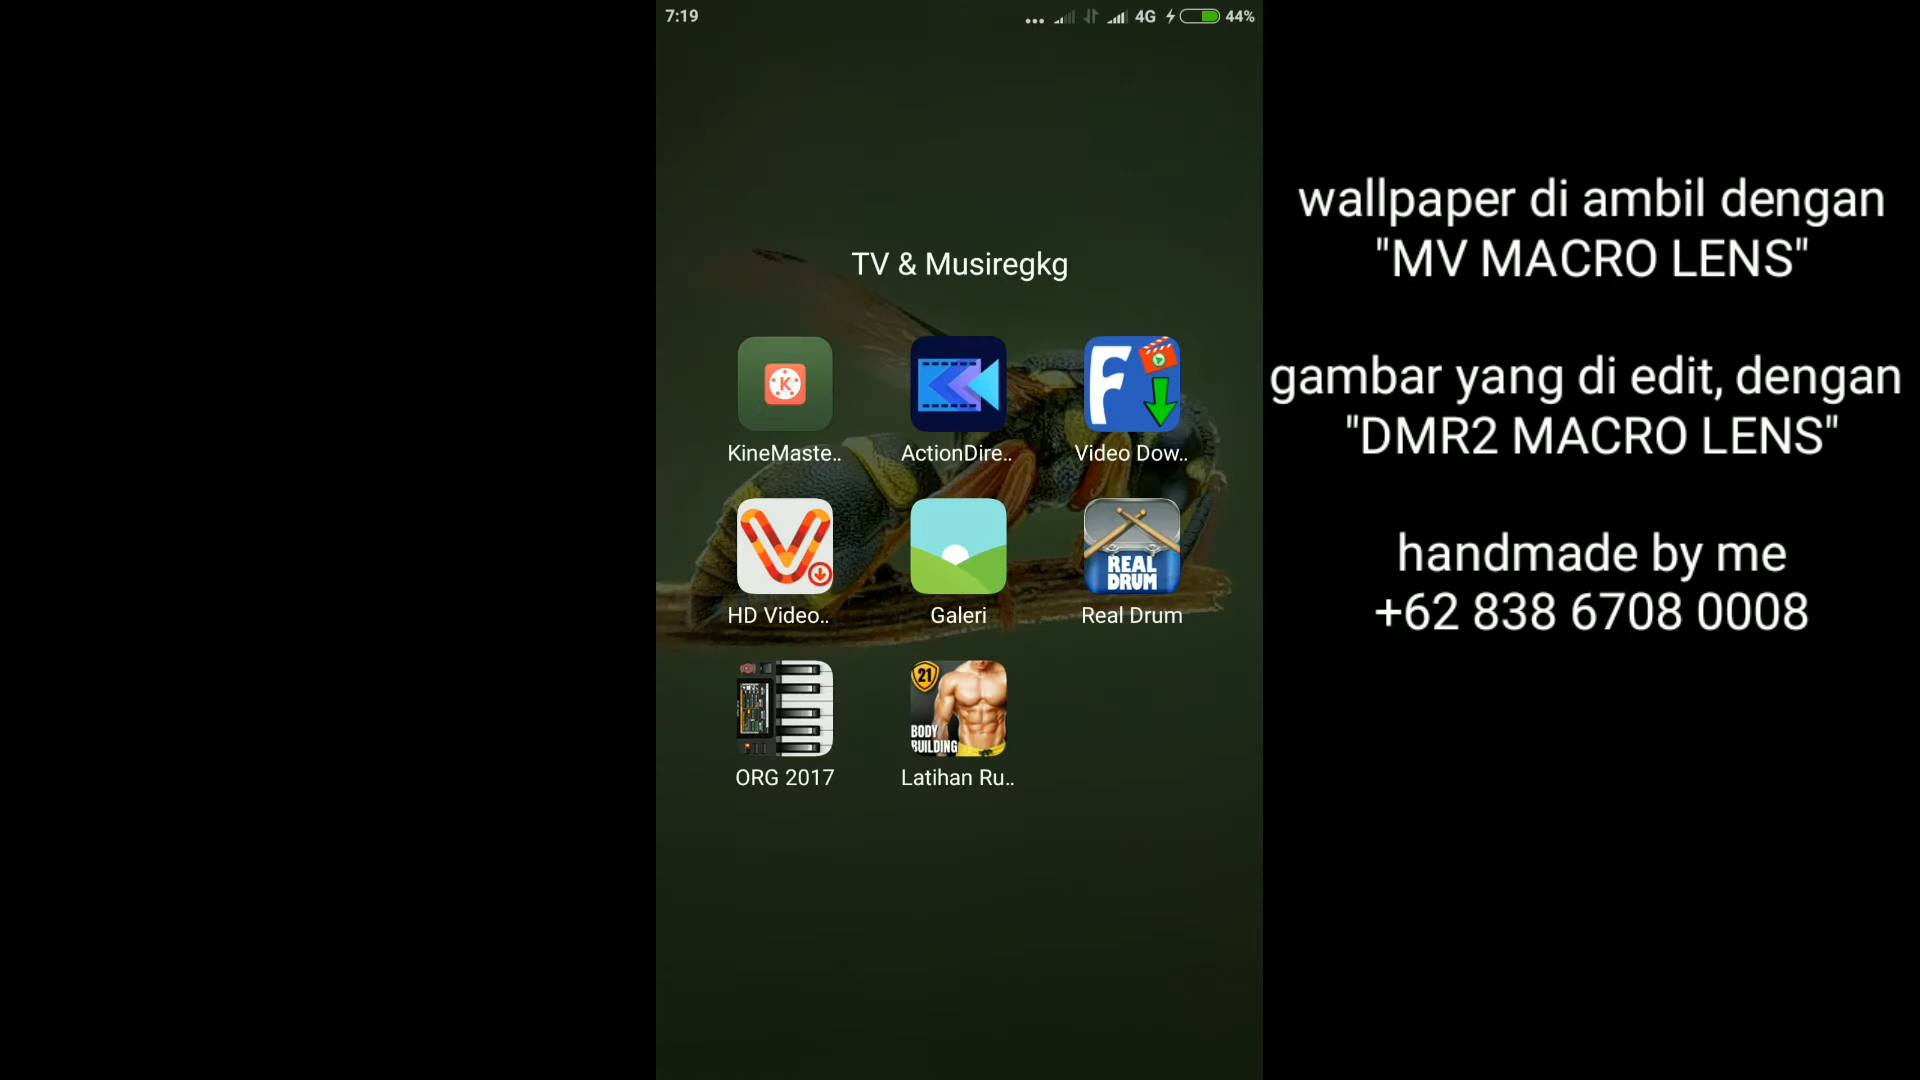 7:19
4G
44%
TV & Musiregkg
K
KineMaste..
ActionDire..
F
Video Dow..
V
HD Video..
Galeri
REAL
DRUM
Real Drum
ORG 2017
21
BODY
BUILDING
Latihan Ru..
wallpaper di ambil dengan
"MV MACRO LENS"
gambar yang di edit, dengan
"DMR2 MACRO LENS"
handmade by me
+62 838 6708 0008